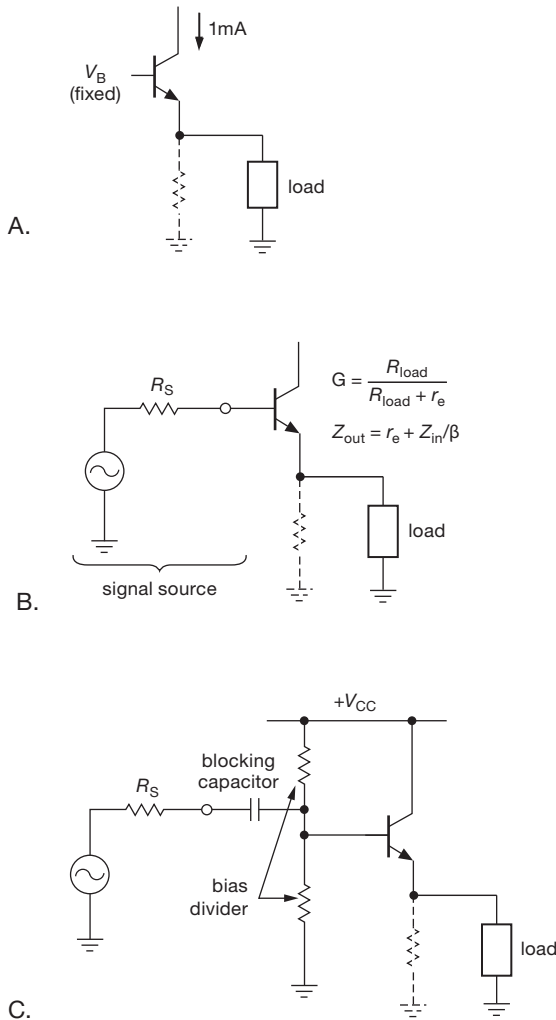 1mA
V_B
(fixed)
load
A.
R_S
G = R_load / (R_load + r_e)
Z_out = r_e + Z_in/β
load
signal source
B.
+V_CC
blocking
capacitor
R_S
bias
divider
load
C.